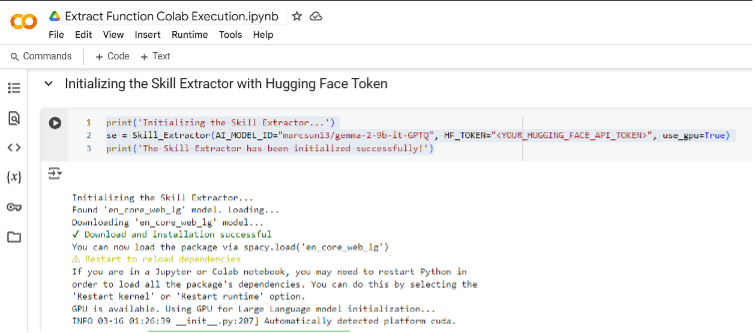 Extract Function Colab Execution.ipynb
File Edit View Insert Runtime Tools Help
Commands + Code + Text
Initializing the Skill Extractor with Hugging Face Token
1 print('Initializing the Skill Extractor...')
2 se = Skill_Extractor(AI_MODEL_ID="marcsun13/gemma-2-9b-it-GPTQ", HF_TOKEN="<YOUR_HUGGING_FACE_API_TOKEN>", use_gpu=True)
3 print('The Skill Extractor has been initialized successfully!')
Initializing the Skill Extractor...
Found 'en_core_web_lg' model. Loading...
Downloading 'en_core_web_lg' model...
✓ Download and installation successful
You can now load the package via spacy.load('en_core_web_lg')
⚠ Restart to reload dependencies
If you are in a Jupyter or Colab notebook, you may need to restart Python in
order to load all the package's dependencies. You can do this by selecting the
'Restart kernel' or 'Restart runtime' option.
GPU is available. Using GPU for Large Language model initialization...
INFO 03-16 01:26:39 __init__.py:207] Automatically detected platform cuda.